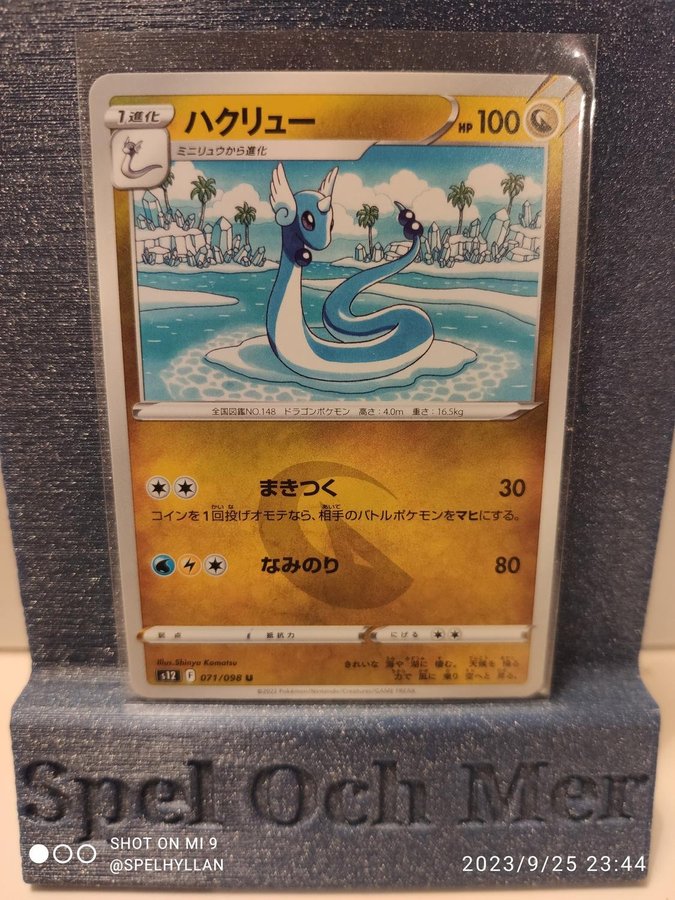 1進化
ハクリュー
HP 100
ミニリュウから進化
全国図鑑NO.148 ドラゴンポケモン 高さ:4.0m 重さ:16.5kg
まきつく 30
コインを1回投げオモテなら、相手のバトルポケモンをマヒにする。
なみのり 80
弱点 抵抗力 にげる
Illus.Shinya Komatsu
きれいな 海や 湖に 棲む。 天候を 操る
力で 風に 乗り 空へと 昇る。
s12 F 071/098 U
©2022 Pokémon/Nintendo/Creatures/GAME FREAK
Spel Och Mer
SHOT ON MI 9
@SPELHYLLAN
2023/9/25 23:44